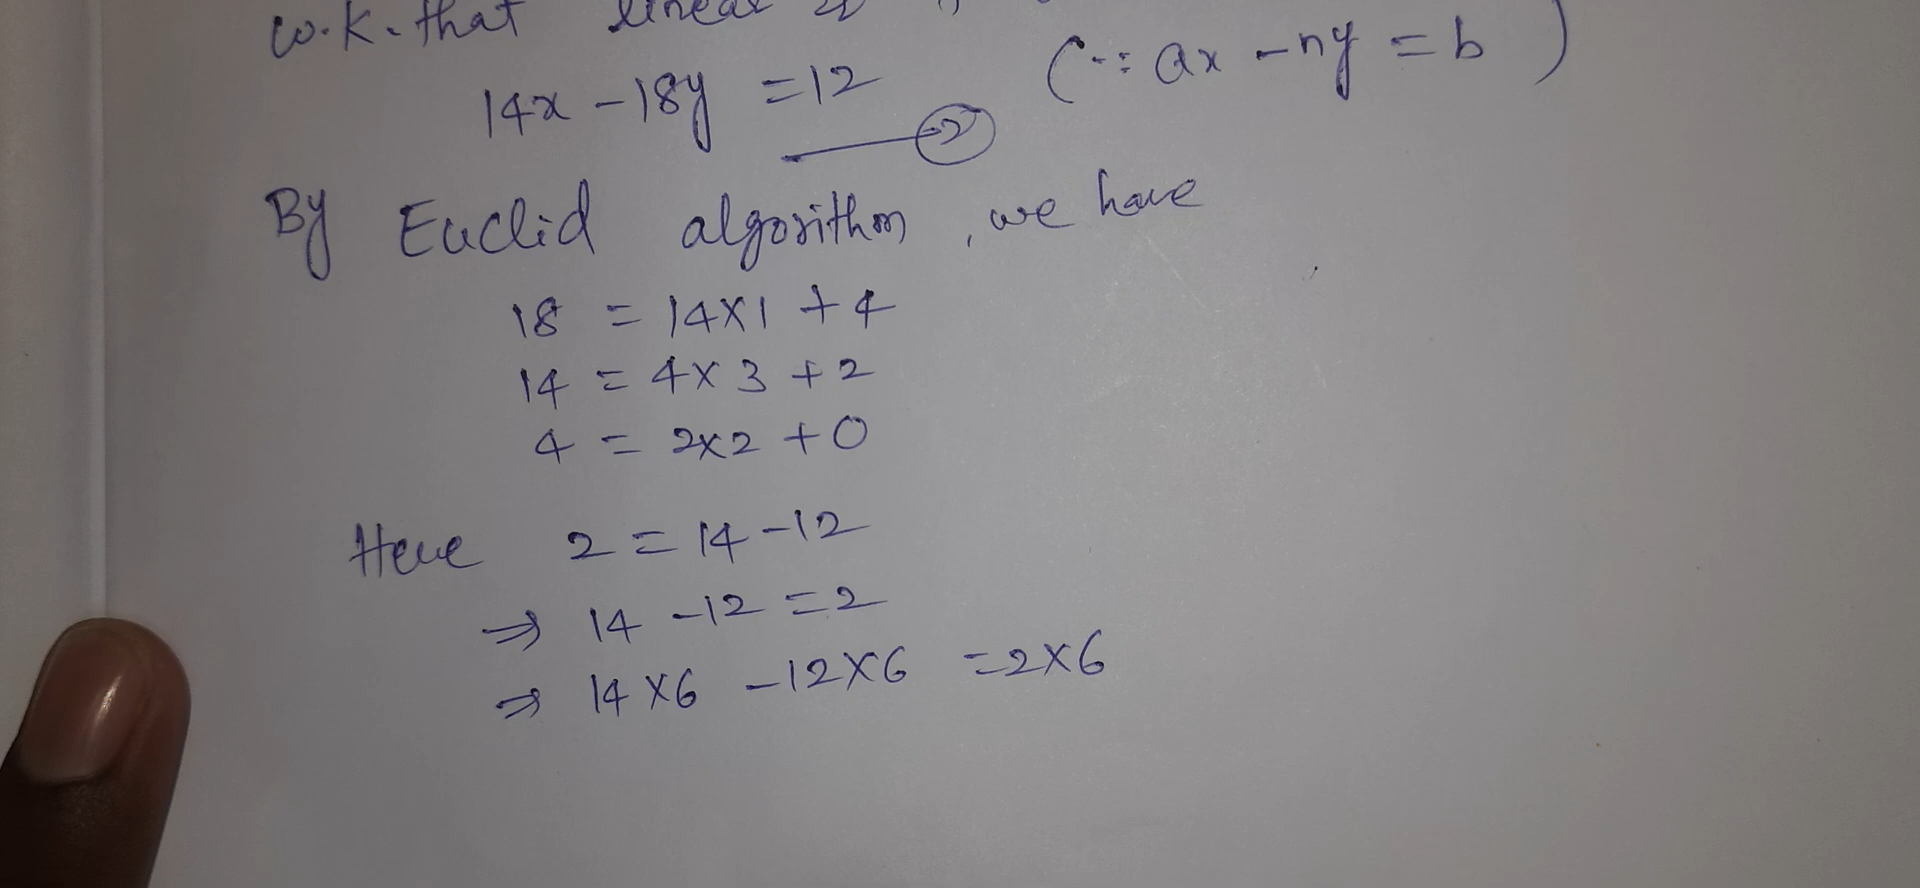 w.k. that linear
14x - 18y = 12 → (2) (∵ ax - ny = b)
By Euclid algorithm, we have
18 = 14×1 + 4
14 = 4×3 + 2
4 = 2×2 + 0
Here 2 = 14 - 12
⇒ 14 - 12 = 2
⇒ 14×6 - 12×6 = 2×6